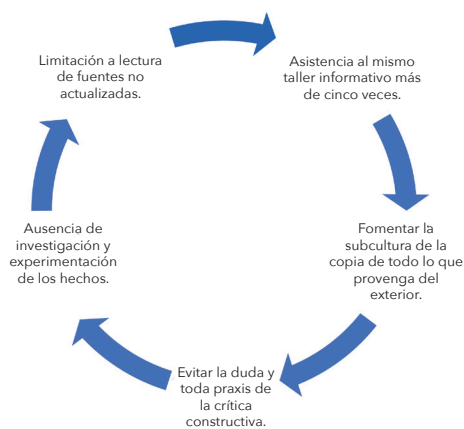 Limitación a lectura
de fuentes no
actualizadas.
Asistencia al mismo
taller informativo más
de cinco veces.
Fomentar la
subcultura de la
copia de todo lo que
provenga del
exterior.
Evitar la duda y
toda praxis de
la crítica
constructiva.
Ausencia de
investigación y
experimentación
de los hechos.